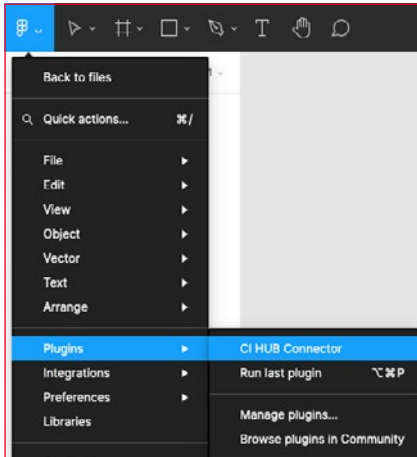 T
Back to files
Quick actions... ⌘/
File
Edit
View
Object
Vector
Text
Arrange
Plugins
CI HUB Connector
Integrations
Run last plugin ⌥⌘P
Preferences
Manage plugins...
Libraries
Browse plugins in Community